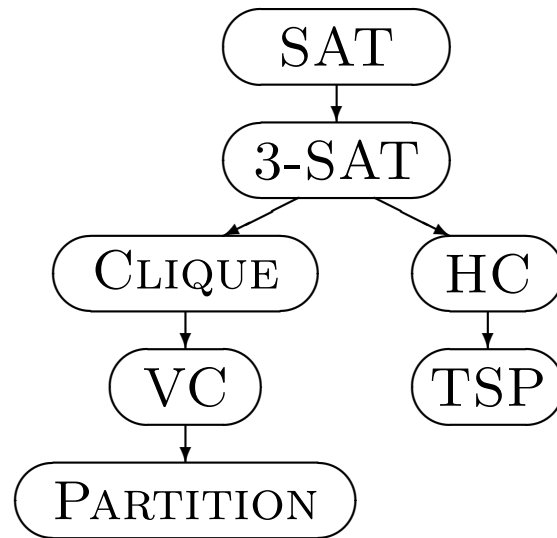 SAT
3-SAT
CLIQUE HC
VC TSP
PARTITION